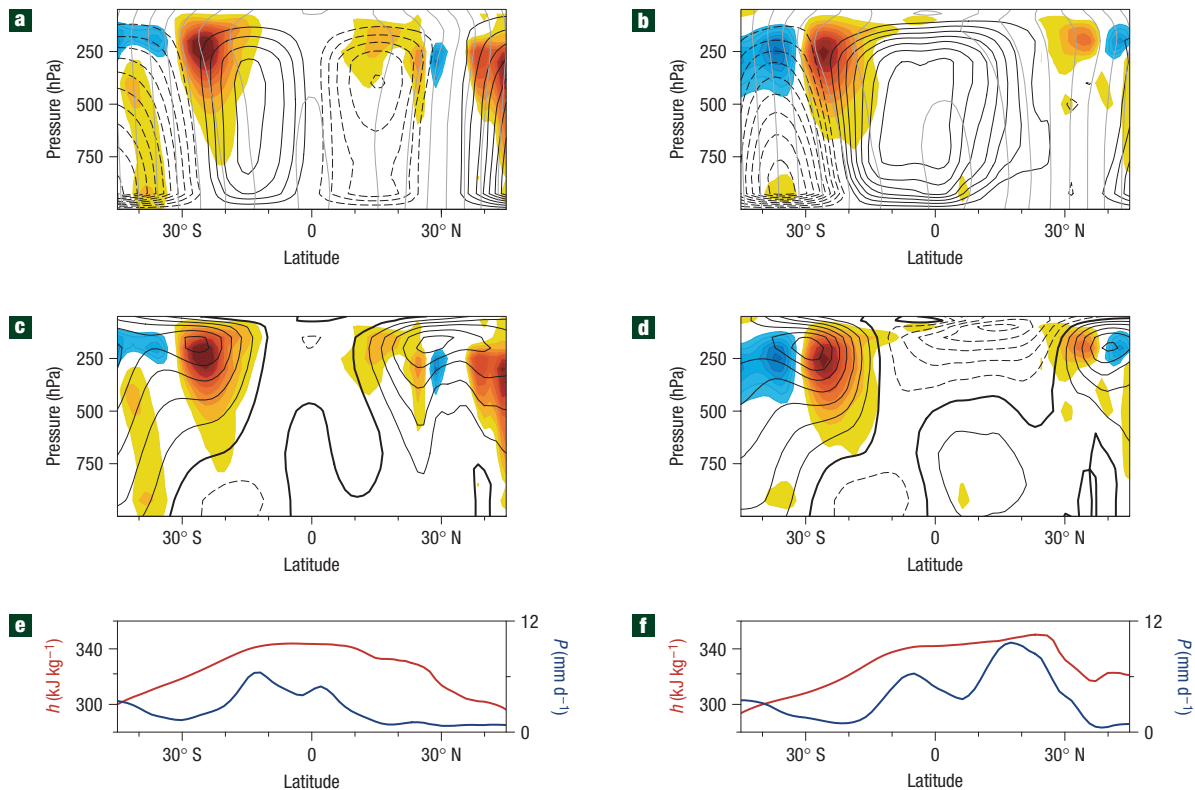 a
Pressure (hPa)
250
500
750
30° S
0
30° N
Latitude
b
Pressure (hPa)
250
500
750
30° S
0
30° N
Latitude
c
Pressure (hPa)
250
500
750
30° S
0
30° N
Latitude
d
Pressure (hPa)
250
500
750
30° S
0
30° N
Latitude
e
h (kJ kg⁻¹)
340
300
12
0
P (mm d⁻¹)
30° S
0
30° N
Latitude
f
h (kJ kg⁻¹)
340
300
12
0
P (mm d⁻¹)
30° S
0
30° N
Latitude